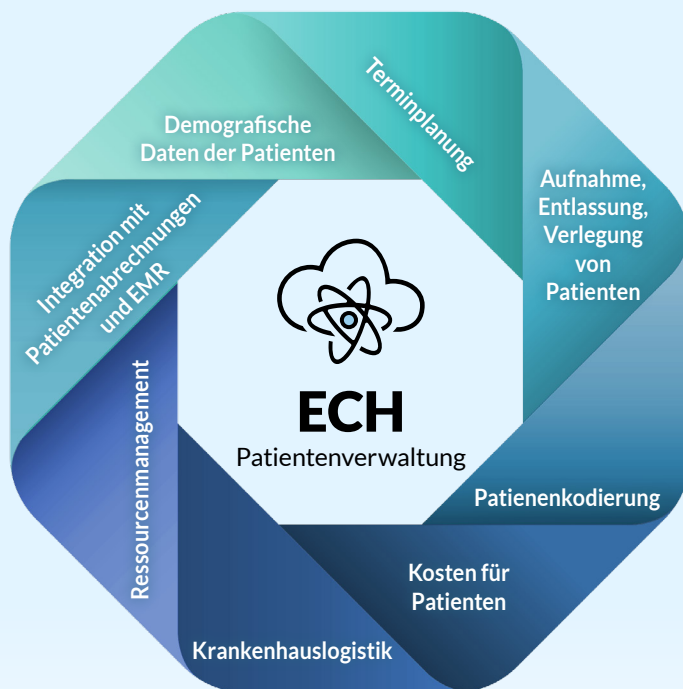 Demografische
Daten der Patienten
Terminplanung
Aufnahme,
Entlassung,
Verlegung
von
Patienten
Patienenkodierung
Kosten für
Patienten
Krankenhauslogistik
Ressourcenmanagement
Integration mit
Patientenabrechnungen
und EMR
ECH
Patientenverwaltung